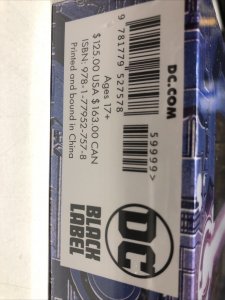 DC.COM
9 781779 527578
59999>
Ages 17+
$125.00 USA $163.00 CAN
ISBN: 978-1-77952-757-8
Printed and bound in China
DC
BLACK
LABEL